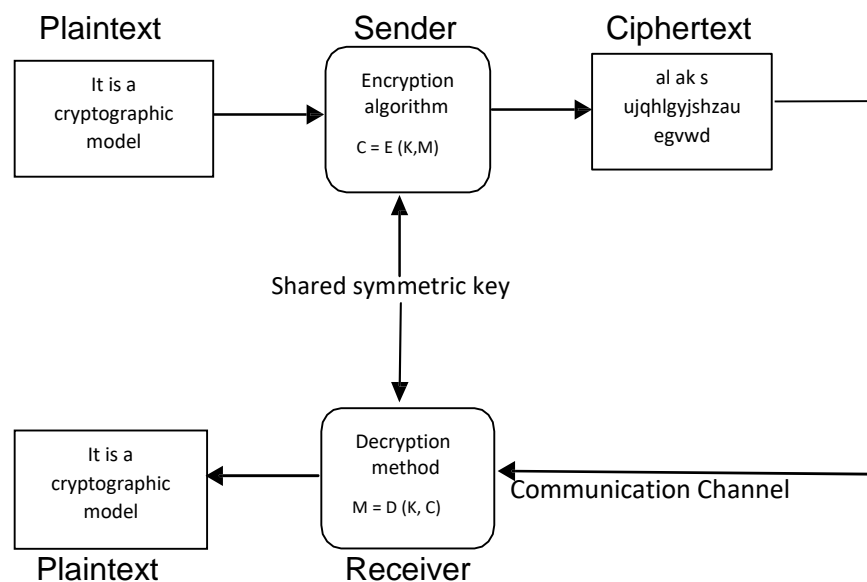 Plaintext
It is a
cryptographic
model
Sender
Encryption
algorithm
C = E (K,M)
Ciphertext
al ak s
ujqhlgyjshzau
egvwd
Shared symmetric key
It is a
cryptographic
model
Plaintext
Decryption
method
M = D (K, C)
Receiver
Communication Channel